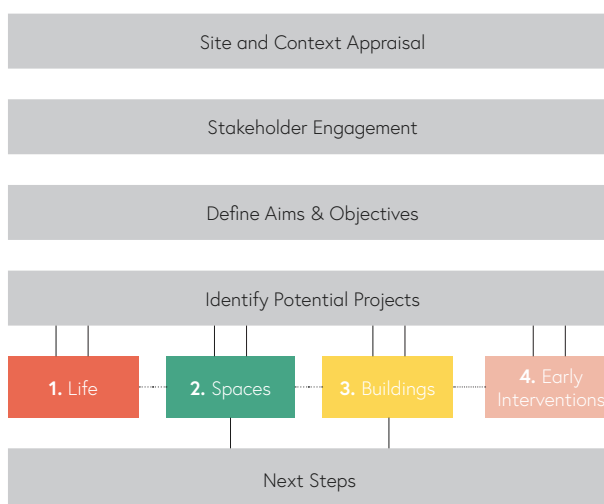 Site and Context Appraisal
Stakeholder Engagement
Define Aims & Objectives
Identify Potential Projects
1. Life
2. Spaces
3. Buildings
4. Early
Interventions
Next Steps